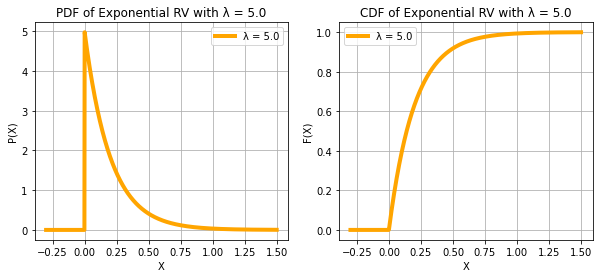 PDF of Exponential RV with λ = 5.0
λ = 5.0
P(X)
5
4
3
2
1
0
−0.25 0.00 0.25 0.50 0.75 1.00 1.25 1.50
X
CDF of Exponential RV with λ = 5.0
λ = 5.0
F(X)
1.0
0.8
0.6
0.4
0.2
0.0
−0.25 0.00 0.25 0.50 0.75 1.00 1.25 1.50
X